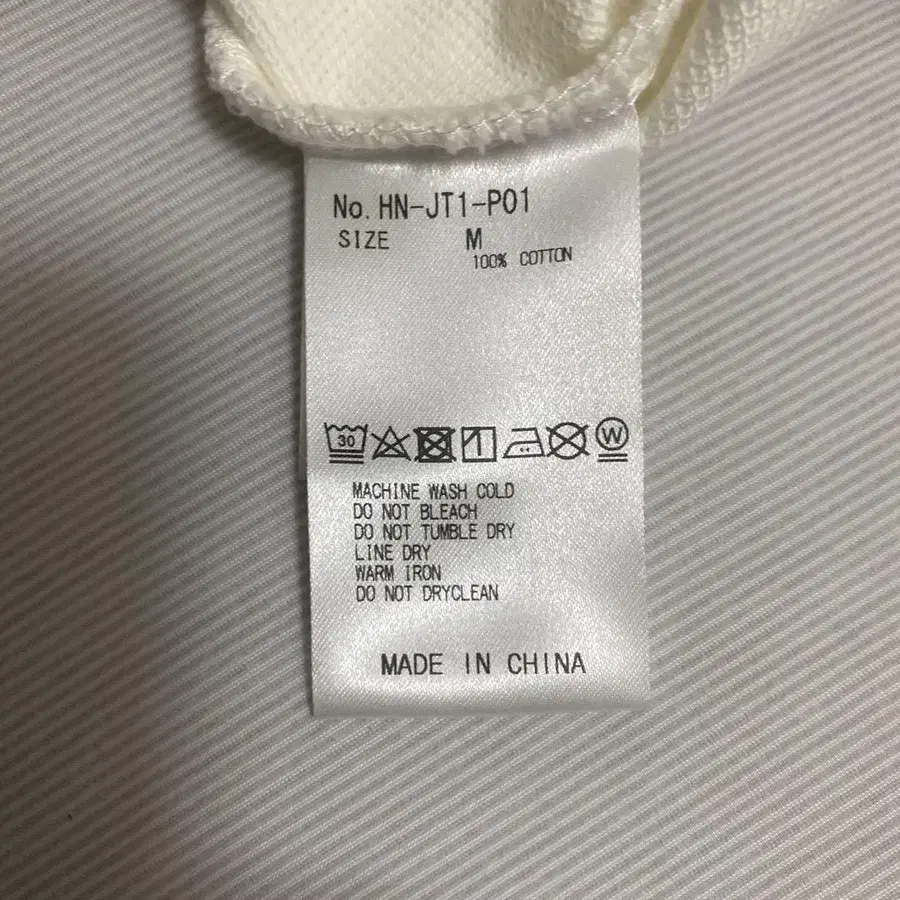 No. HN-JT1-P01
SIZE M
100% COTTON
30 W
MACHINE WASH COLD
DO NOT BLEACH
DO NOT TUMBLE DRY
LINE DRY
WARM IRON
DO NOT DRYCLEAN
MADE IN CHINA